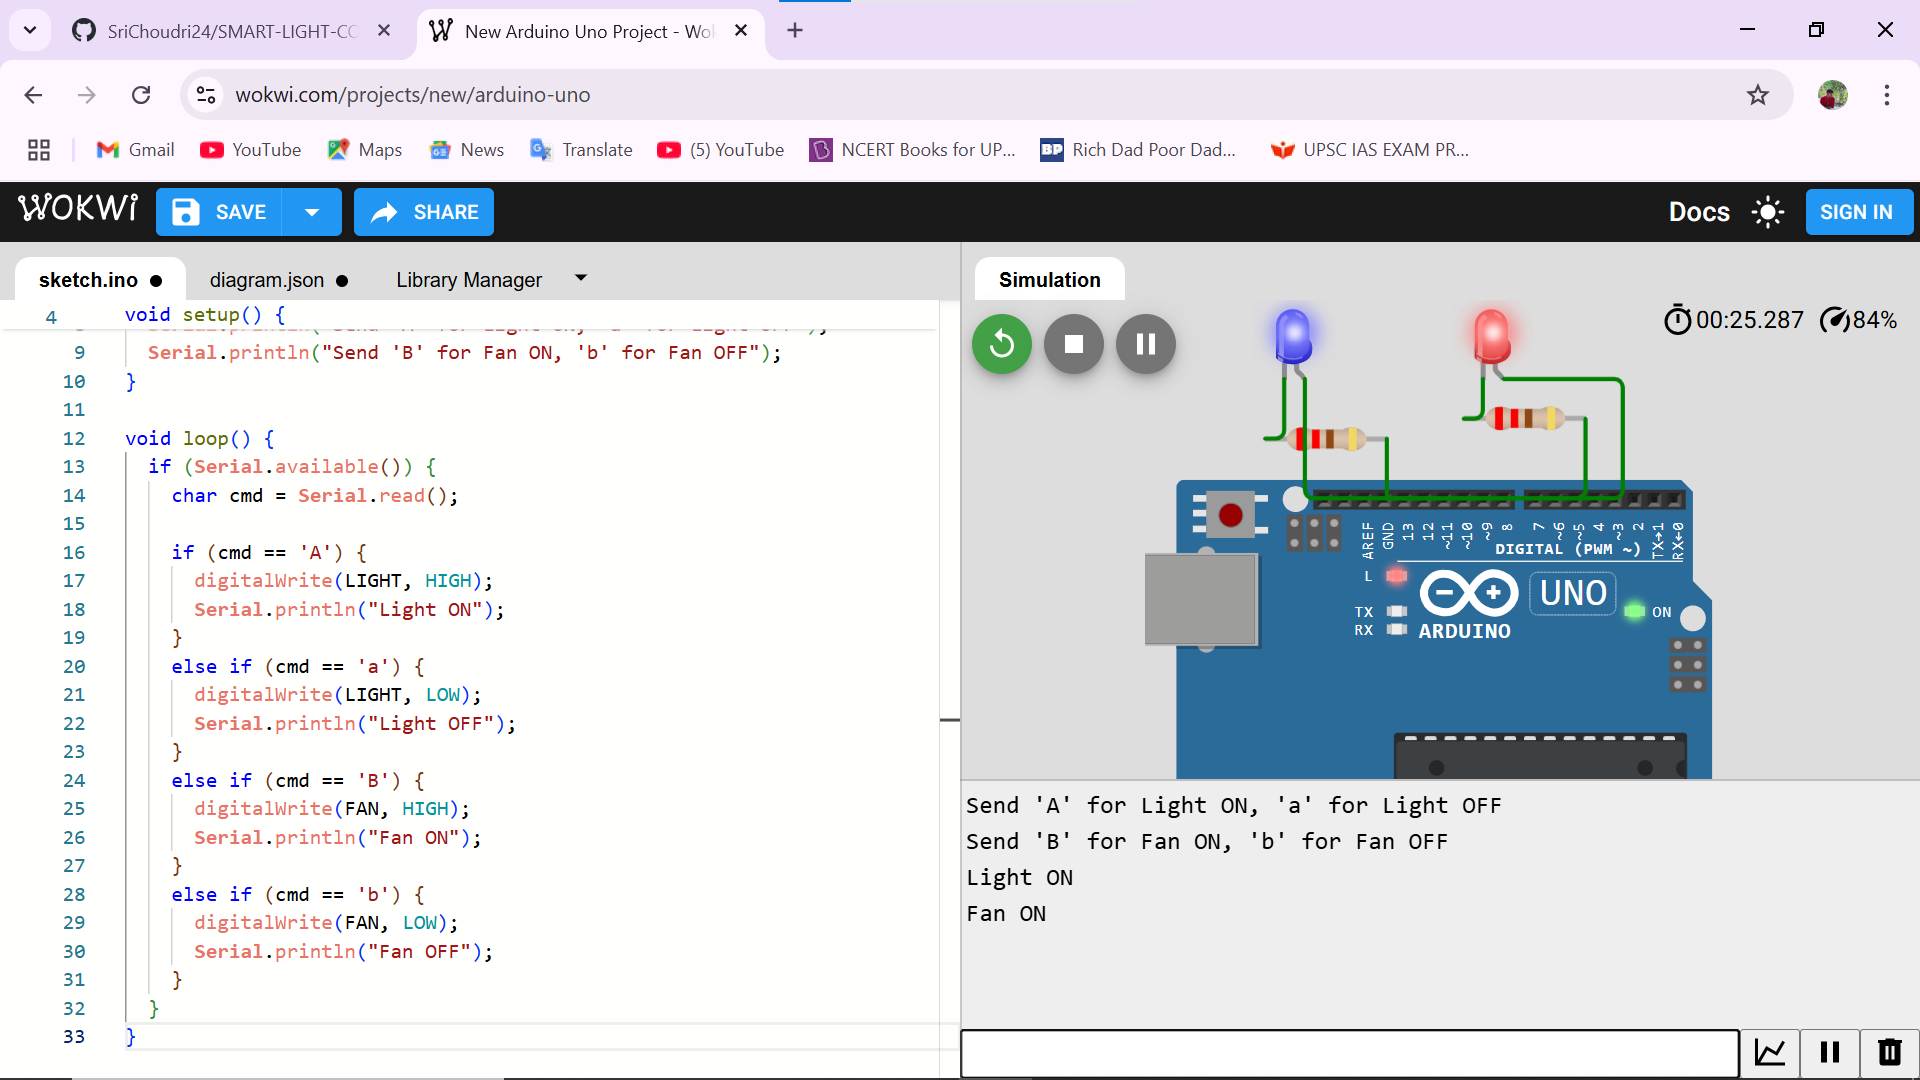 SriChoudri24/SMART-LIGHT-CO
New Arduino Uno Project - Wok
wokwi.com/projects/new/arduino-uno
Gmail
YouTube
Maps
News
Translate
(5) YouTube
NCERT Books for UP...
BP Rich Dad Poor Dad...
UPSC IAS EXAM PR...
WOKWi
SAVE
SHARE
Docs
SIGN IN
sketch.ino
diagram.json
Library Manager
4 void setup() {
9 Serial.println("Send 'B' for Fan ON, 'b' for Fan OFF");
10 }
11
12 void loop() {
13 if (Serial.available()) {
14 char cmd = Serial.read();
15
16 if (cmd == 'A') {
17 digitalWrite(LIGHT, HIGH);
18 Serial.println("Light ON");
19 }
20 else if (cmd == 'a') {
21 digitalWrite(LIGHT, LOW);
22 Serial.println("Light OFF");
23 }
24 else if (cmd == 'B') {
25 digitalWrite(FAN, HIGH);
26 Serial.println("Fan ON");
27 }
28 else if (cmd == 'b') {
29 digitalWrite(FAN, LOW);
30 Serial.println("Fan OFF");
31 }
32 }
33 }
Simulation
00:25.287
84%
AREF GND 13 12 ~11 ~10 ~9 8 7 ~6 ~5 4 ~3 2 TX→1 RX←0
DIGITAL (PWM ~)
L
TX
RX
UNO
ON
ARDUINO
Send 'A' for Light ON, 'a' for Light OFF
Send 'B' for Fan ON, 'b' for Fan OFF
Light ON
Fan ON